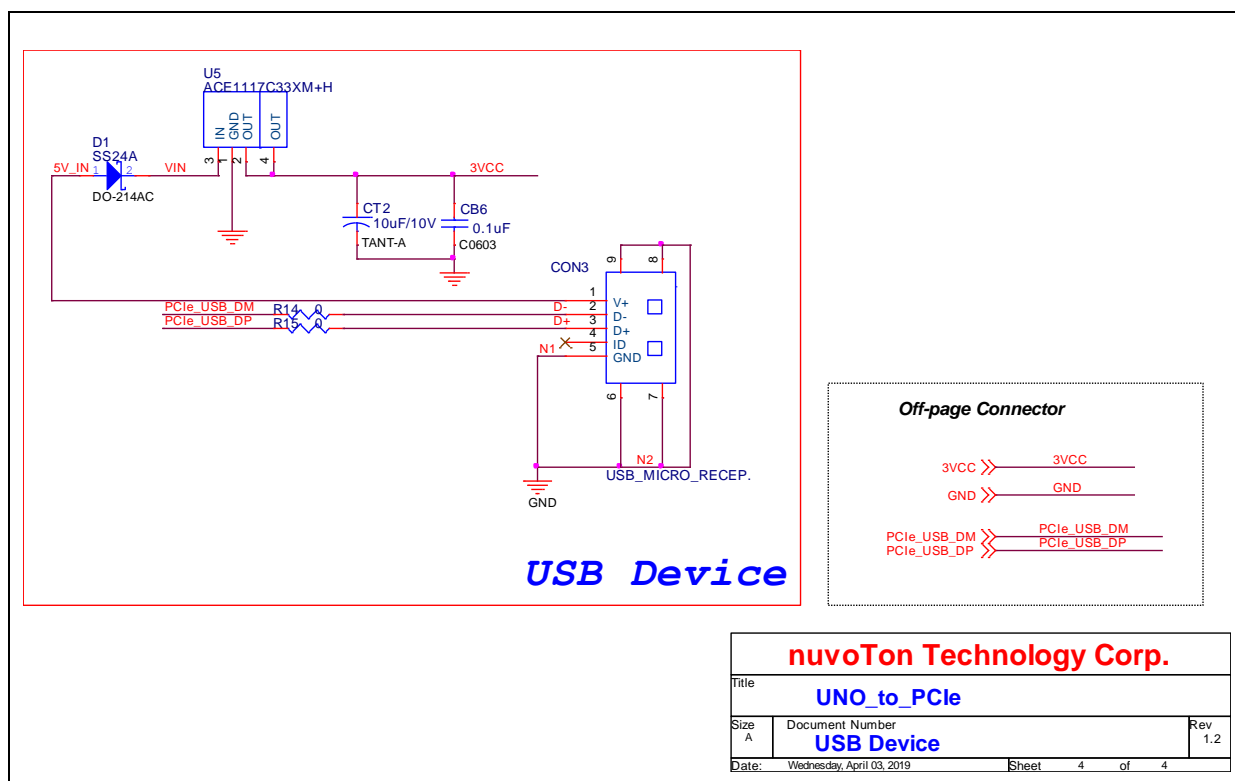 U5
ACE1117C33XM+H
IN
GND
OUT
OUT
3
1
2
4
D1
SS24A
5V_IN
1
2
VIN
DO-214AC
3VCC
CT2
10uF/10V
TANT-A
CB6
0.1uF
C0603
CON3
9
8
1
2
3
4
5
V+
D-
D+
ID
GND
PCIe_USB_DM
R14
0
D-
PCIe_USB_DP
R15
0
D+
N1
6
7
N2
USB_MICRO_RECEP.
GND
USB Device
Off-page Connector
3VCC
3VCC
GND
GND
PCIe_USB_DM
PCIe_USB_DM
PCIe_USB_DP
PCIe_USB_DP
nuvoTon Technology Corp.
Title
UNO_to_PCIe
Size
A
Document Number
USB Device
Rev
1.2
Date:
Wednesday, April 03, 2019
Sheet 4 of 4